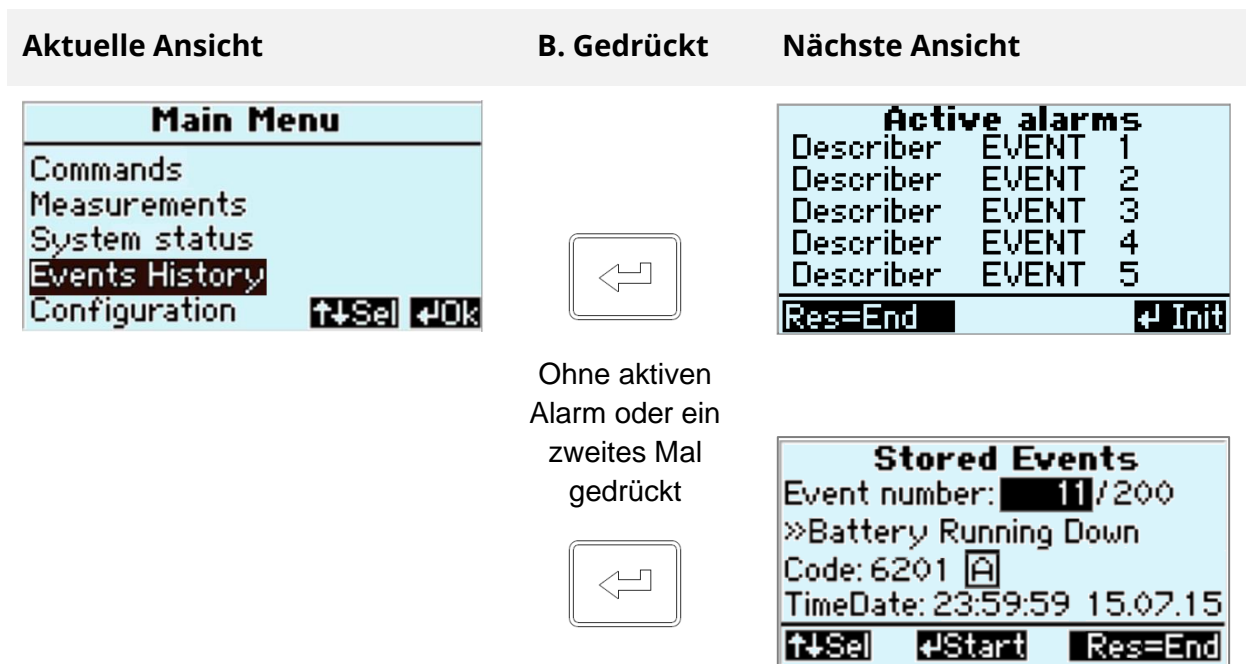 Aktuelle Ansicht B. Gedrückt Nächste Ansicht
Main Menu
Commands
Measurements
System status
Events History
Configuration ↑↓Sel ↵Ok
Active alarms
Describer EVENT 1
Describer EVENT 2
Describer EVENT 3
Describer EVENT 4
Describer EVENT 5
Res=End ↵ Init
Ohne aktiven
Alarm oder ein
zweites Mal
gedrückt
Stored Events
Event number: 11/200
»Battery Running Down
Code: 6201 A
TimeDate: 23:59:59 15.07.15
↑↓Sel ↵Start Res=End